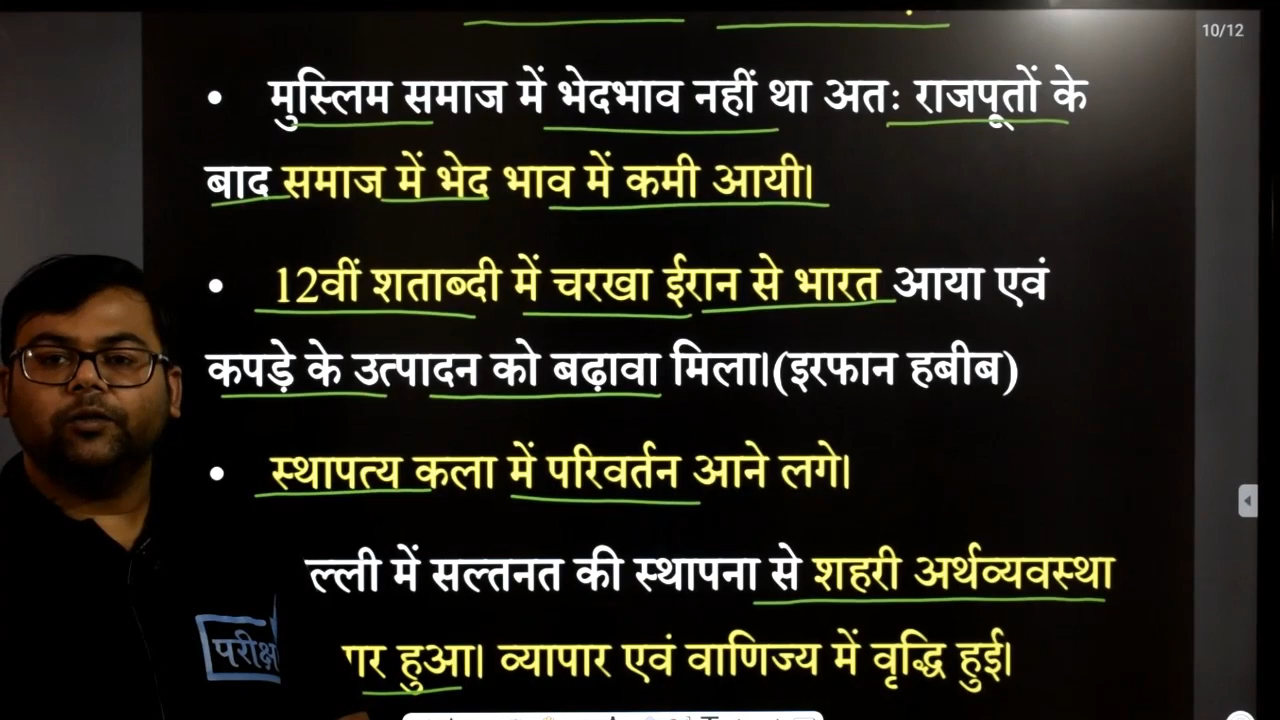 10/12
• मुस्लिम समाज में भेदभाव नहीं था अतः राजपूतों के
बाद समाज में भेद भाव में कमी आयी।
• 12वीं शताब्दी में चरखा ईरान से भारत आया एवं
कपड़े के उत्पादन को बढ़ावा मिला।(इरफान हबीब)
• स्थापत्य कला में परिवर्तन आने लगे।
ल्ली में सल्तनत की स्थापना से शहरी अर्थव्यवस्था
हुआ। व्यापार एवं वाणिज्य में वृद्धि हुई।